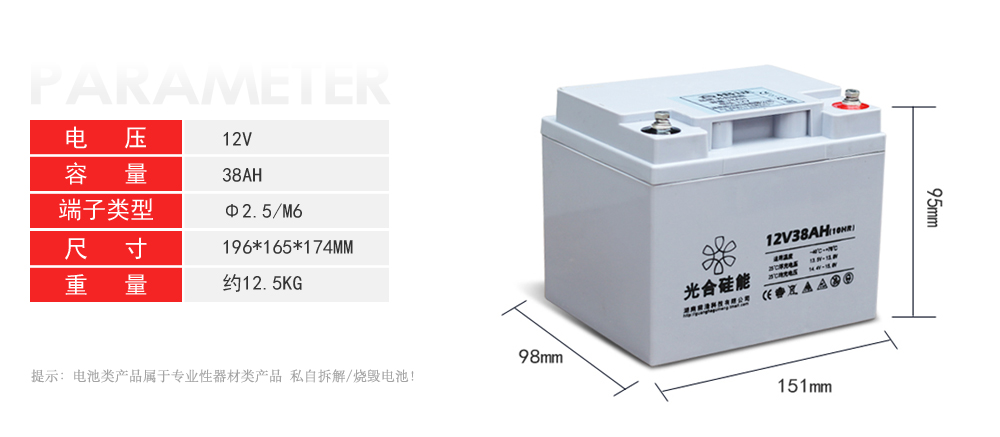 PARAMETER
电 压 12V
容 量 38AH
端子类型 Φ2.5/M6
尺 寸 196*165*174MM
重 量 约12.5KG
提示: 电池类产品属于专业性器材类产品 私自拆解/烧毁电池!
12V38AH(10HR)
光合硅能
95mm
98mm
151mm